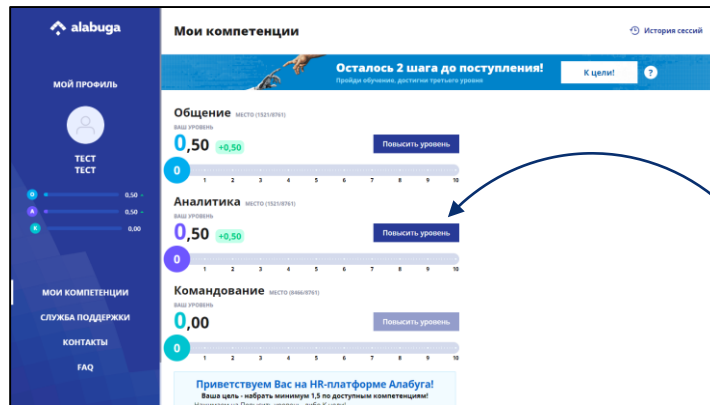 alabuga
Мои компетенции
История сессий
Осталось 2 шага до поступления!
Пройди обучение, достигни третьего уровня
К цели!
?
МОЙ ПРОФИЛЬ
ТЕСТ
ТЕСТ
О 0,50 -
А 0,50 -
К 0,00
МОИ КОМПЕТЕНЦИИ
СЛУЖБА ПОДДЕРЖКИ
КОНТАКТЫ
FAQ
Общение МЕСТО (1521/8761)
ВАШ УРОВЕНЬ
0,50 +0,50
Повысить уровень
0
1 2 3 4 5 6 7 8 9 10
Аналитика МЕСТО (1521/8761)
ВАШ УРОВЕНЬ
0,50 +0,50
Повысить уровень
0
1 2 3 4 5 6 7 8 9 10
Командование МЕСТО (8466/8761)
ВАШ УРОВЕНЬ
0,00
Повысить уровень
0
1 2 3 4 5 6 7 8 9 10
Приветствуем Вас на HR-платформе Алабуга!
Ваша цель - набрать минимум 1,5 по доступным компетенциям!